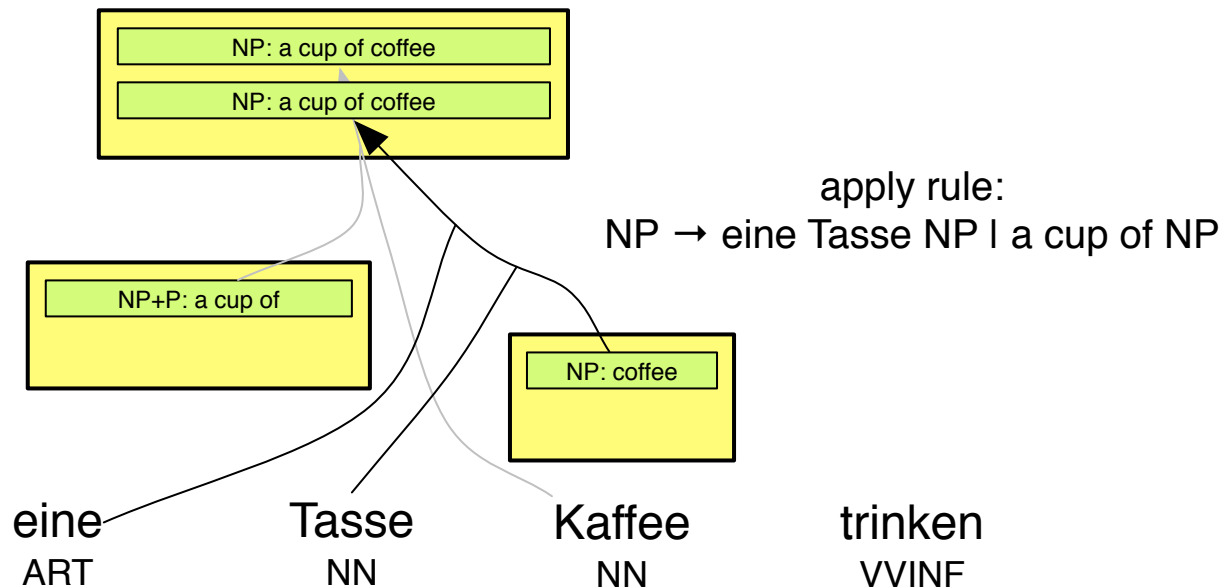 NP: a cup of coffee
NP: a cup of coffee
apply rule:
NP → eine Tasse NP | a cup of NP
NP+P: a cup of
NP: coffee
eine Tasse Kaffee trinken
ART NN NN VVINF